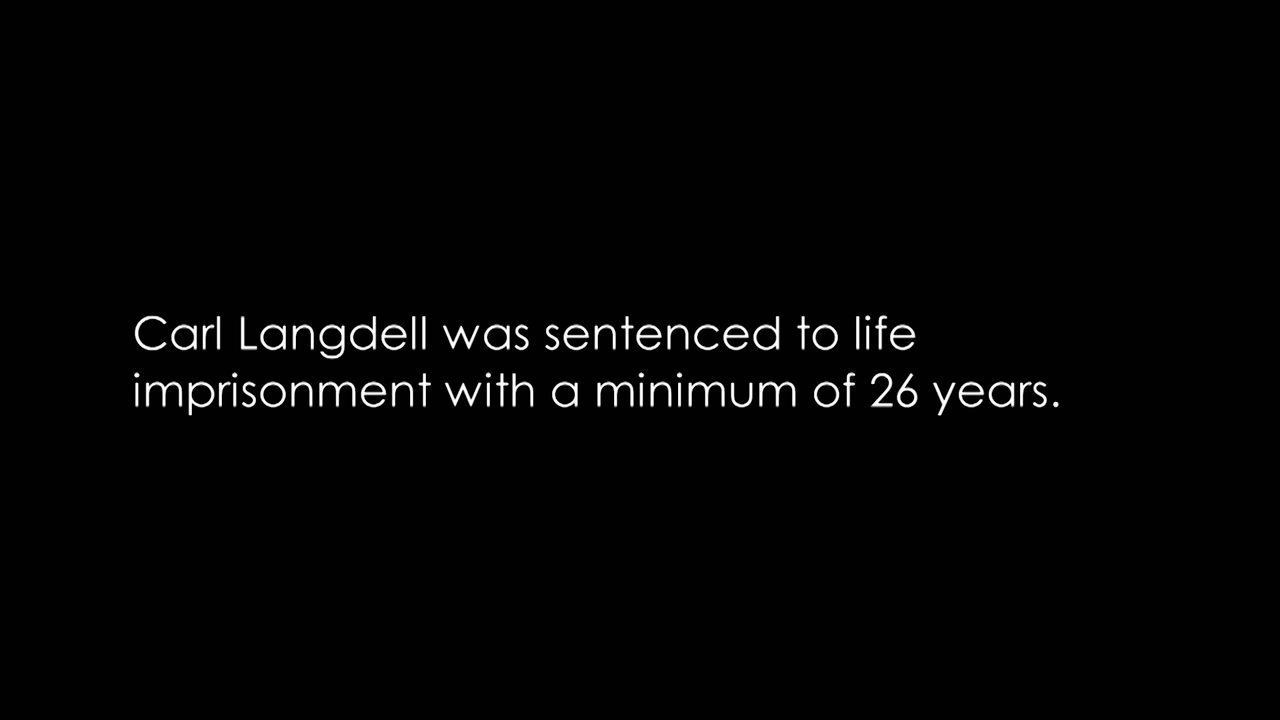 Carl Langdell was sentenced to life
imprisonment with a minimum of 26 years.